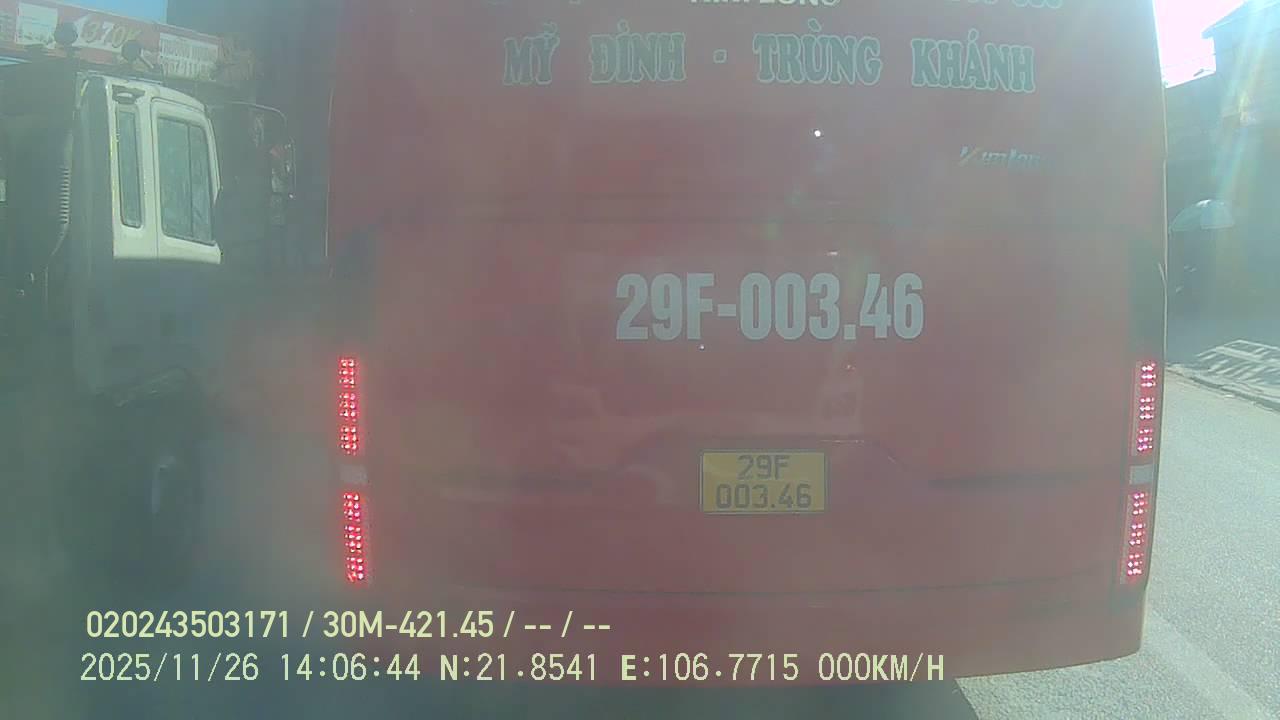 370K
MỸ ĐÌNH - TRÙNG KHÁNH
29F-003.46
29F
003.46
020243503171 / 30M-421.45 / -- / --
2025/11/26 14:06:44 N:21.8541 E:106.7715 000KM/H